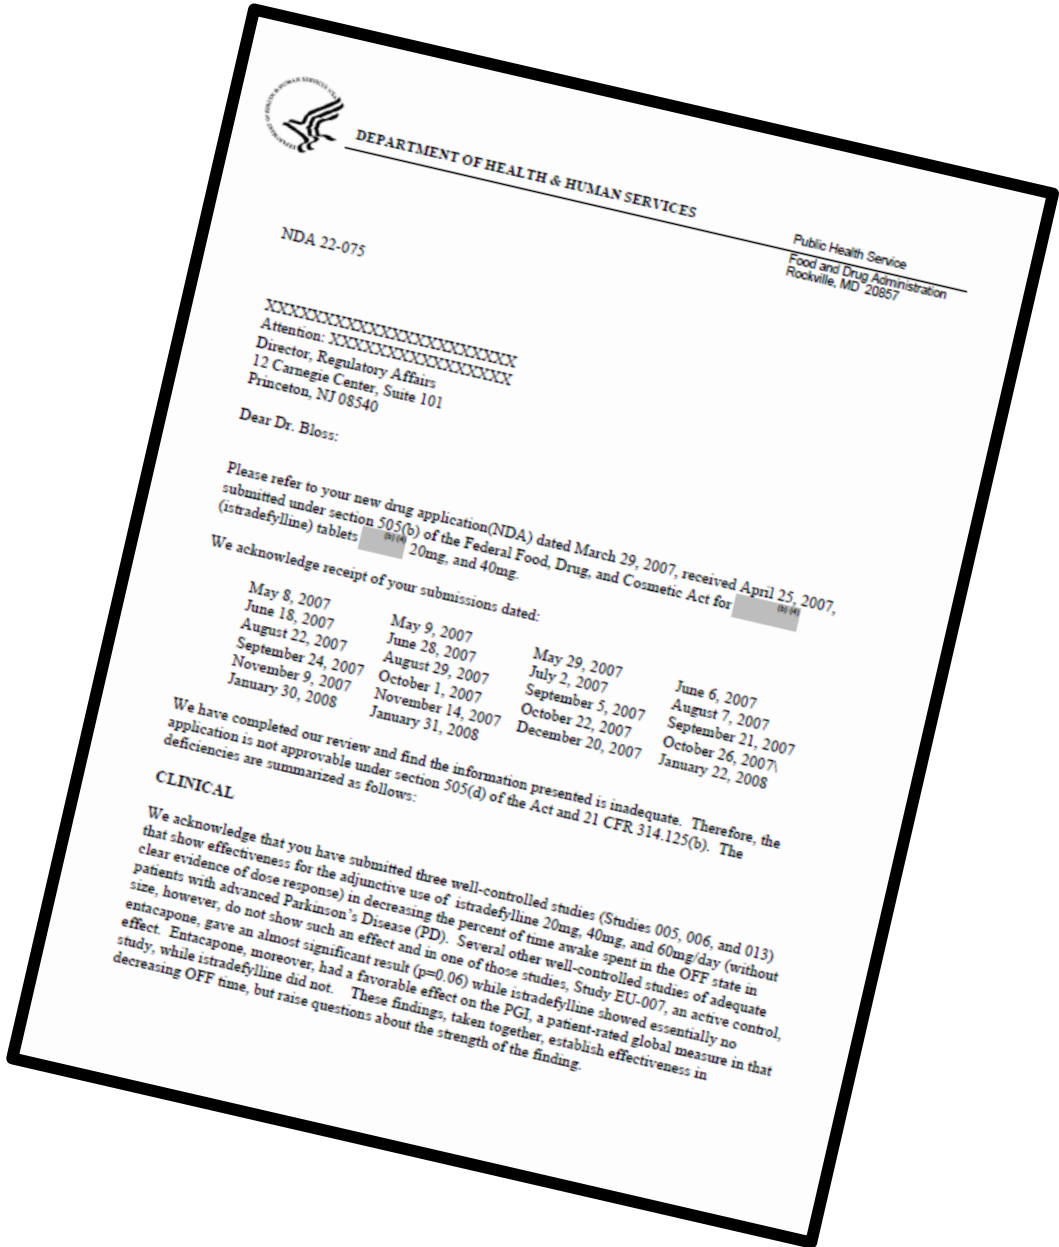 DEPARTMENT OF HEALTH & HUMAN SERVICES
Public Health Service
Food and Drug Administration
Rockville, MD 20857
NDA 22-075
XXXXXXXXXXXXXXXXXXXXXXX
Attention: XXXXXXXXXXXXXXXX
Director, Regulatory Affairs
12 Carnegie Center, Suite 101
Princeton, NJ 08540
Dear Dr. Bloss:
Please refer to your new drug application(NDA) dated March 29, 2007, received April 25, 2007,
submitted under section 505(b) of the Federal Food, Drug, and Cosmetic Act for (b) (4)
(istradefylline) tablets (b) (4) 20mg, and 40mg.
We acknowledge receipt of your submissions dated:
May 8, 2007 May 9, 2007 May 29, 2007 June 6, 2007
June 18, 2007 June 28, 2007 July 2, 2007 August 7, 2007
August 22, 2007 August 29, 2007 September 5, 2007 September 21, 2007
September 24, 2007 October 1, 2007 October 22, 2007 October 26, 2007\
November 9, 2007 November 14, 2007 December 20, 2007 January 22, 2008
January 30, 2008 January 31, 2008
We have completed our review and find the information presented is inadequate. Therefore, the
application is not approvable under section 505(d) of the Act and 21 CFR 314.125(b). The
deficiencies are summarized as follows:
CLINICAL
We acknowledge that you have submitted three well-controlled studies (Studies 005, 006, and 013)
that show effectiveness for the adjunctive use of istradefylline 20mg, 40mg, and 60mg/day (without
clear evidence of dose response) in decreasing the percent of time awake spent in the OFF state in
patients with advanced Parkinson's Disease (PD). Several other well-controlled studies of adequate
size, however, do not show such an effect and in one of those studies, Study EU-007, an active control,
entacapone, gave an almost significant result (p=0.06) while istradefylline showed essentially no
effect. Entacapone, moreover, had a favorable effect on the PGI, a patient-rated global measure in that
study, while istradefylline did not. These findings, taken together, establish effectiveness in
decreasing OFF time, but raise questions about the strength of the finding.